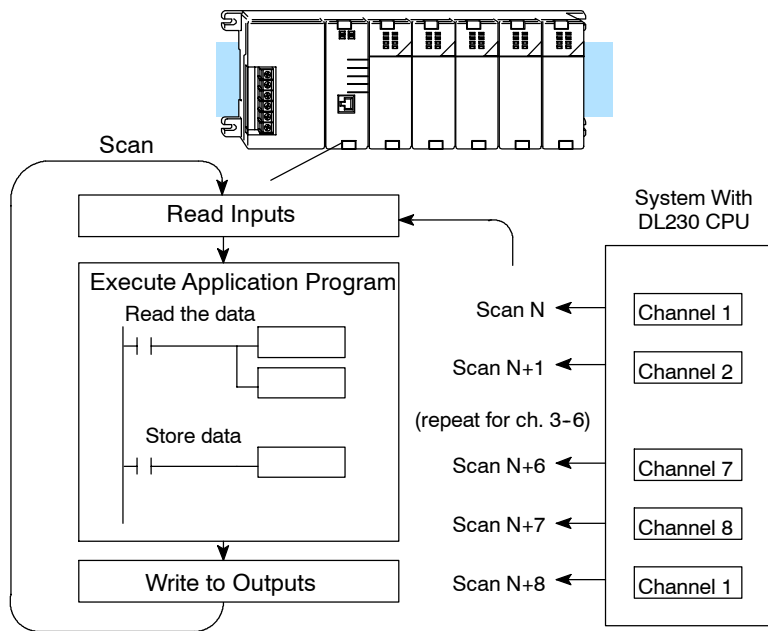 Scan
Read Inputs
Execute Application Program
Read the data
Store data
Write to Outputs
System With
DL230 CPU
Scan N
Channel 1
Scan N+1
Channel 2
(repeat for ch. 3-6)
Scan N+6
Channel 7
Scan N+7
Channel 8
Scan N+8
Channel 1